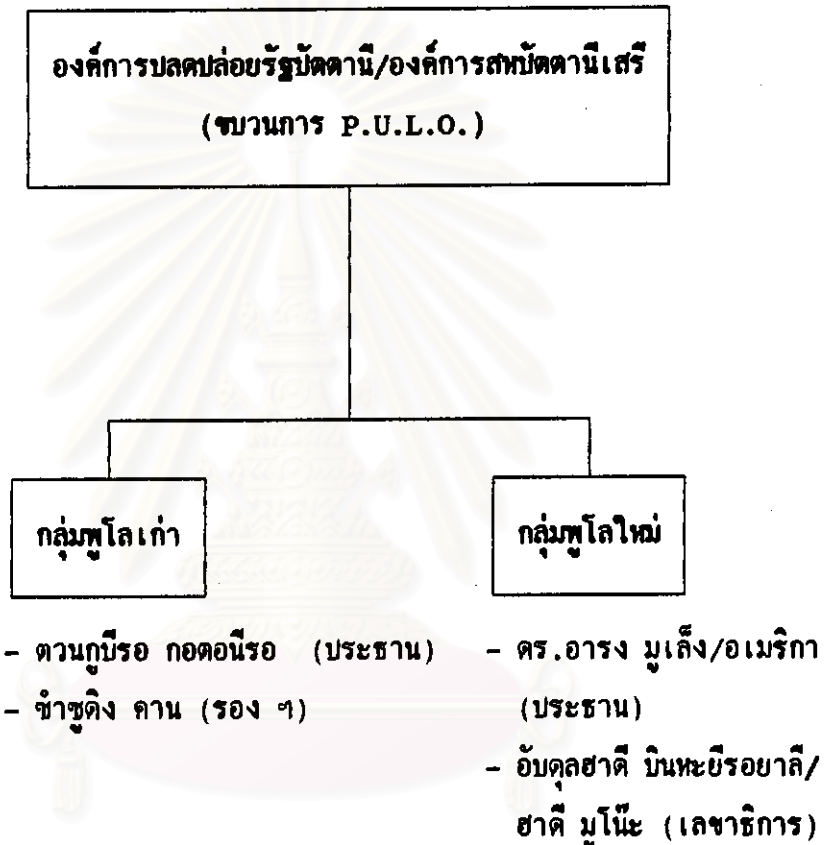 องค์การปลดปล่อยรัฐปัตตานี/องค์การสหปัตตานีเสรี
(ขบวนการ P.U.L.O.)
กลุ่มพูโลเก่า
- ตวนกูบีรอ กอตอนีรอ (ประธาน)
- ซำซูดิง คาน (รอง ฯ)
กลุ่มพูโลใหม่
- ดร.อารง มูเล็ง/อเมริกา
(ประธาน)
- อับดุลฮาดี บินหะยีรอยาลี/
ฮาดี มูโน๊ะ (เลขาธิการ)